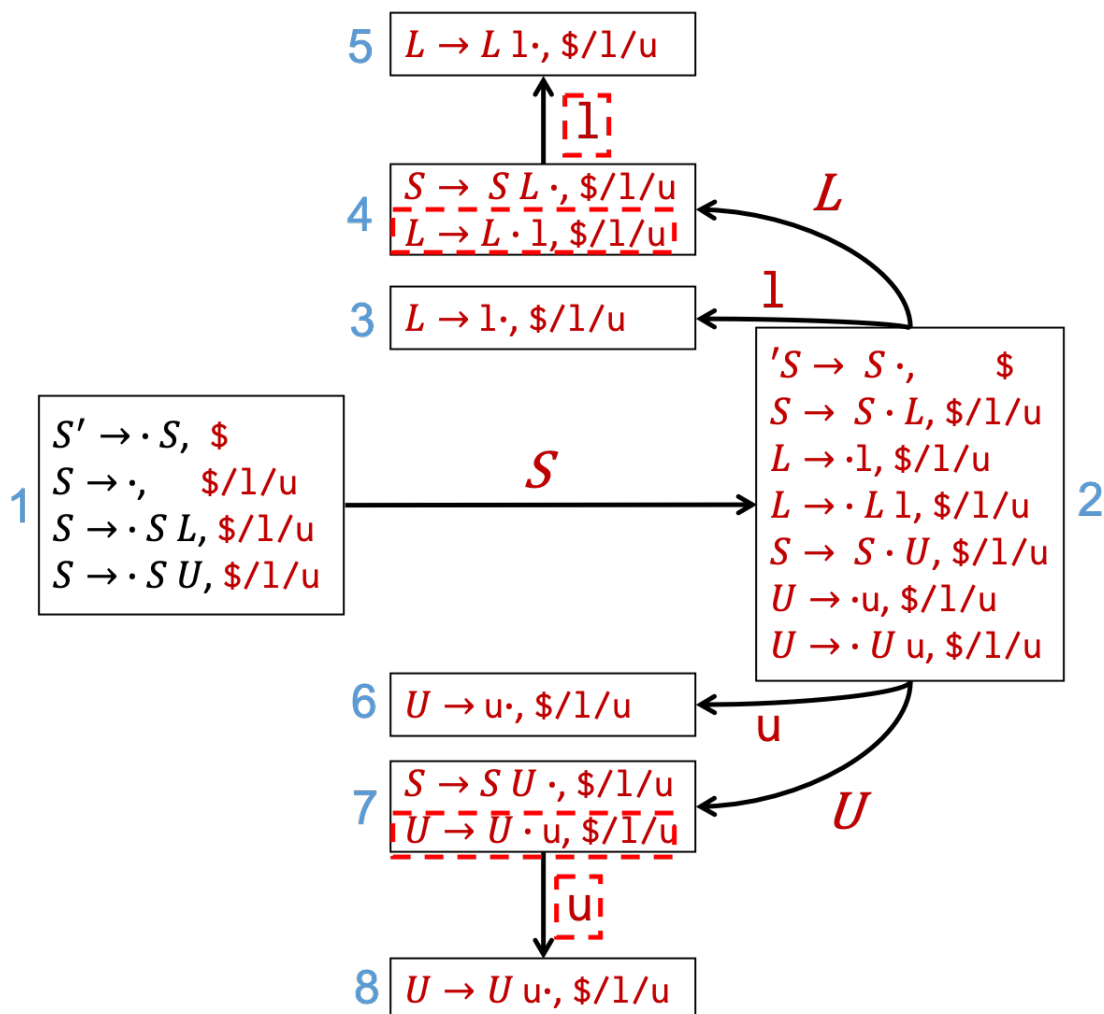 5
L → L l·, $/l/u
l
4
S → S L ·, $/l/u
L → L · l, $/l/u
L
3
L → l·, $/l/u
l
1
S′ → · S, $
S → ·, $/l/u
S → · S L, $/l/u
S → · S U, $/l/u
S
2
′S → S ·, $
S → S · L, $/l/u
L → ·l, $/l/u
L → · L l, $/l/u
S → S · U, $/l/u
U → ·u, $/l/u
U → · U u, $/l/u
6
U → u·, $/l/u
u
7
S → S U ·, $/l/u
U → U · u, $/l/u
U
u
8
U → U u·, $/l/u